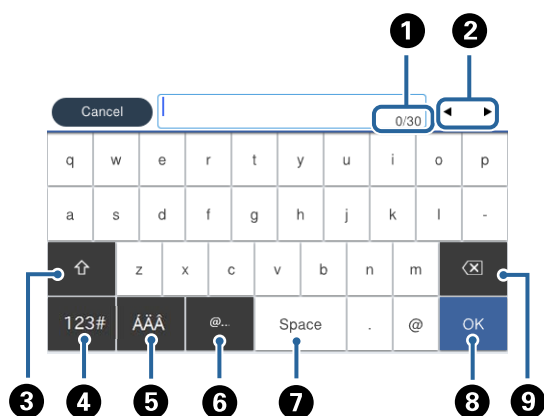 1 2
Cancel 0/30
q w e r t y u i o p
a s d f g h j k l -
z x c v b n m
123# ÁÄÂ @... Space . @ OK
3 4 5 6 7 8 9